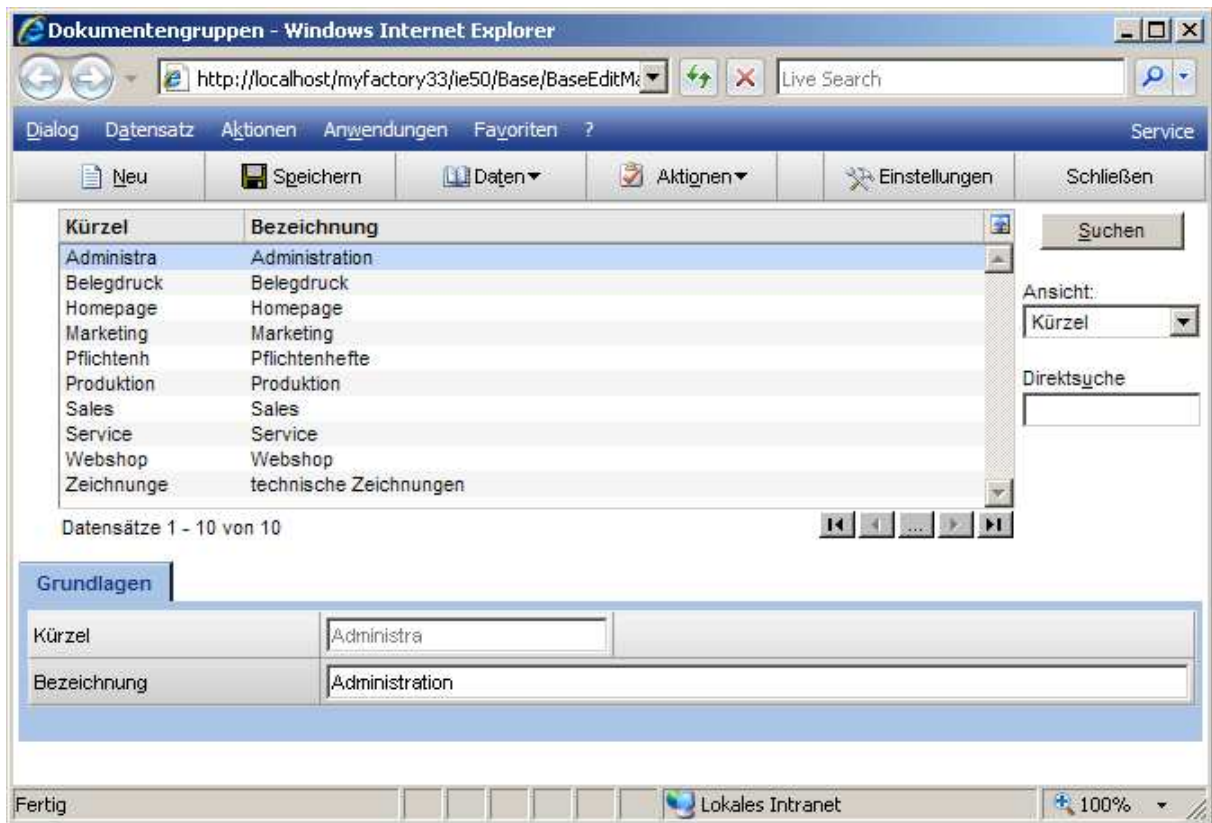 Dokumentengruppen - Windows Internet Explorer
http://localhost/myfactory33/ie50/Base/BaseEditMa
Live Search
Dialog Datensatz Aktionen Anwendungen Favoriten ? Service
Neu Speichern Daten Aktionen Einstellungen Schließen
Kürzel Bezeichnung
Suchen
Administra Administration
Belegdruck Belegdruck
Ansicht:
Homepage Homepage
Kürzel
Marketing Marketing
Pflichtenh Pflichtenhefte
Direktsuche
Produktion Produktion
Sales Sales
Service Service
Webshop Webshop
Zeichnunge technische Zeichnungen
Datensätze 1 - 10 von 10
...
Grundlagen
Kürzel Administra
Bezeichnung Administration
Fertig Lokales Intranet 100%